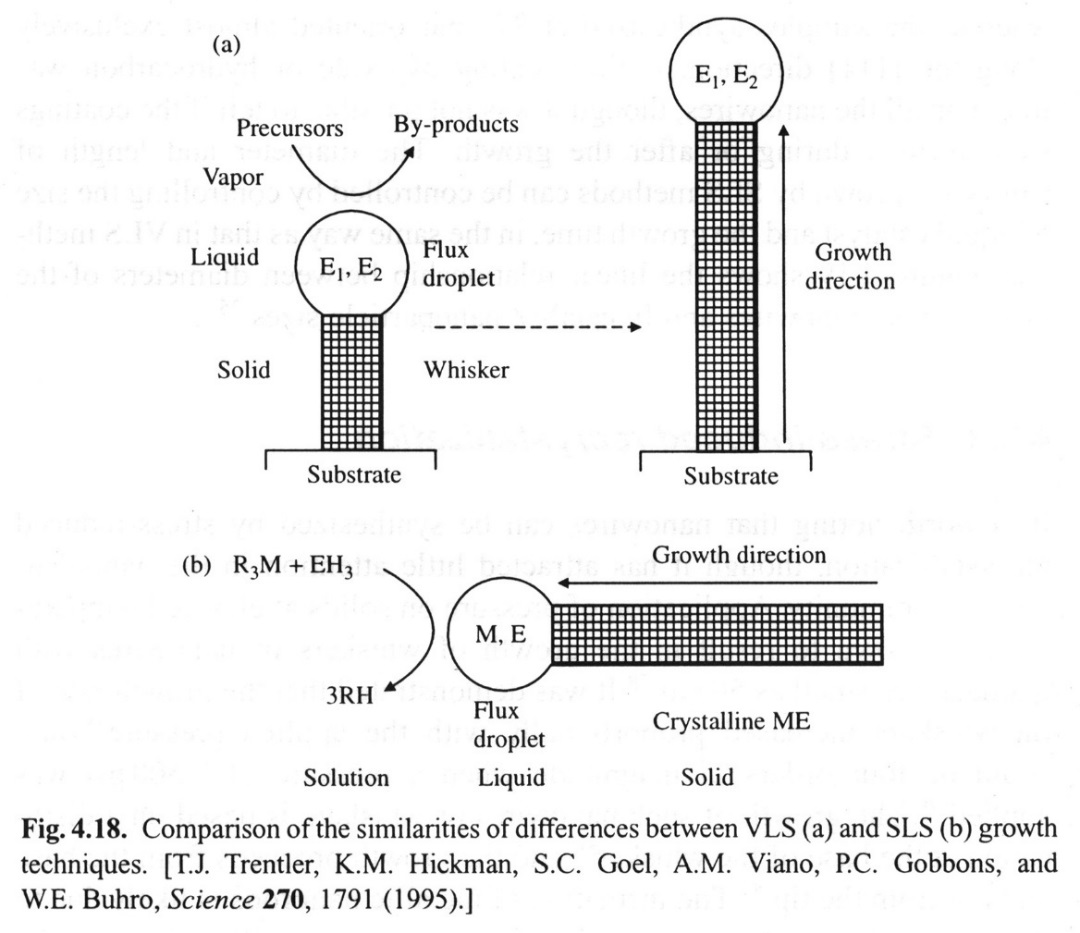 (a)
E₁, E₂
Precursors
By-products
Vapor
Liquid
E₁, E₂
Flux
droplet
Growth
direction
Solid
Whisker
Substrate
Substrate
(b) R₃M + EH₃
Growth direction
M, E
3RH
Flux
droplet
Crystalline ME
Solution
Liquid
Solid
Fig. 4.18. Comparison of the similarities of differences between VLS (a) and SLS (b) growth
techniques. [T.J. Trentler, K.M. Hickman, S.C. Goel, A.M. Viano, P.C. Gobbons, and
W.E. Buhro, Science 270, 1791 (1995).]